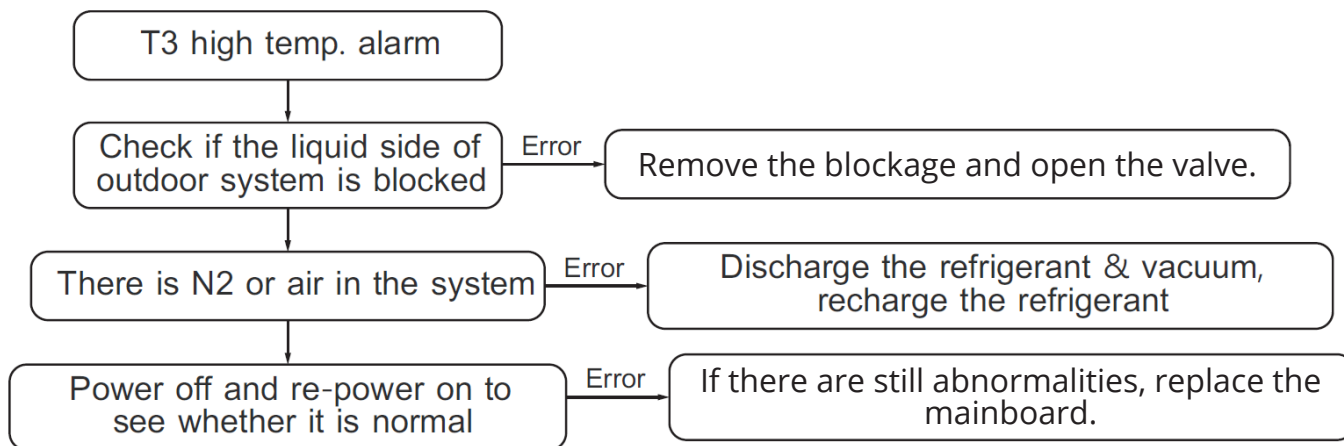 T3 high temp. alarm
Check if the liquid side of
outdoor system is blocked
Error
Remove the blockage and open the valve.
There is N2 or air in the system
Error
Discharge the refrigerant & vacuum,
recharge the refrigerant
Power off and re-power on to
see whether it is normal
Error
If there are still abnormalities, replace the
mainboard.